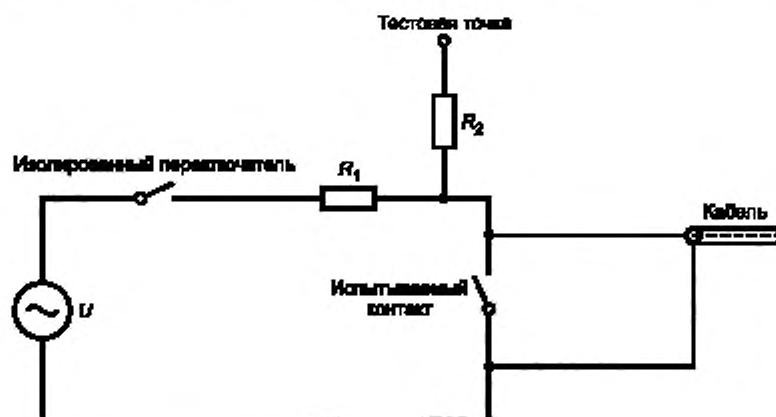 Тестовая точка
R2
Изолированный переключатель
R1
Кабель
Испытываемый
контакт
U